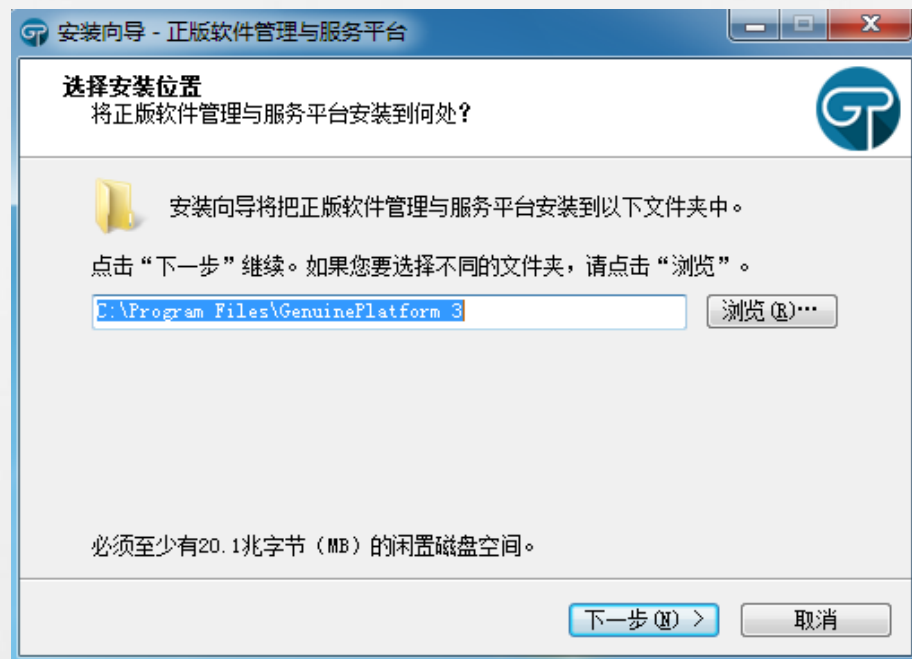 安装向导 - 正版软件管理与服务平台
选择安装位置
将正版软件管理与服务平台安装到何处?
GP
安装向导将把正版软件管理与服务平台安装到以下文件夹中。
点击“下一步”继续。如果您要选择不同的文件夹，请点击“浏览”。
C:\Program Files\GenuinePlatform 3
浏览(R)...
必须至少有20.1兆字节（MB）的闲置磁盘空间。
下一步(N) >
取消